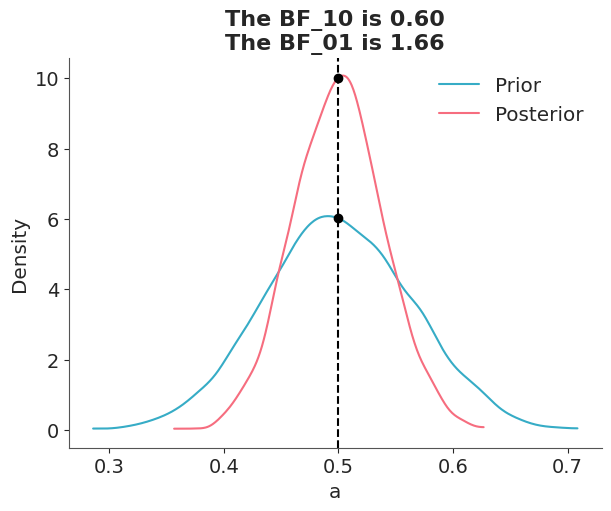 The BF_10 is 0.60
The BF_01 is 1.66
Prior
Posterior
Density
10
8
6
4
2
0
0.3
0.4
0.5
0.6
0.7
a